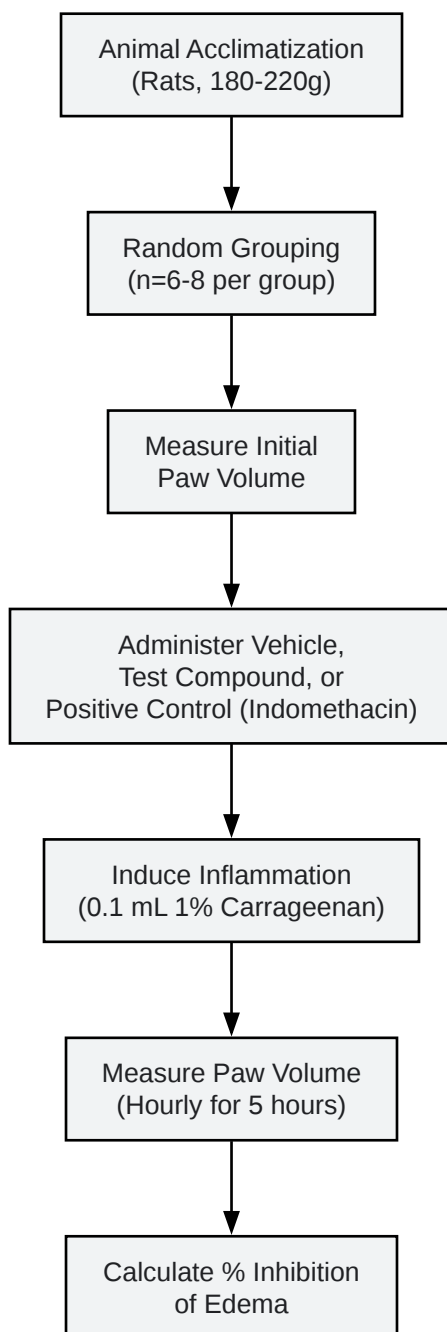 Animal Acclimatization
(Rats, 180-220g)
Random Grouping
(n=6-8 per group)
Measure Initial
Paw Volume
Administer Vehicle,
Test Compound, or
Positive Control (Indomethacin)
Induce Inflammation
(0.1 mL 1% Carrageenan)
Measure Paw Volume
(Hourly for 5 hours)
Calculate % Inhibition
of Edema